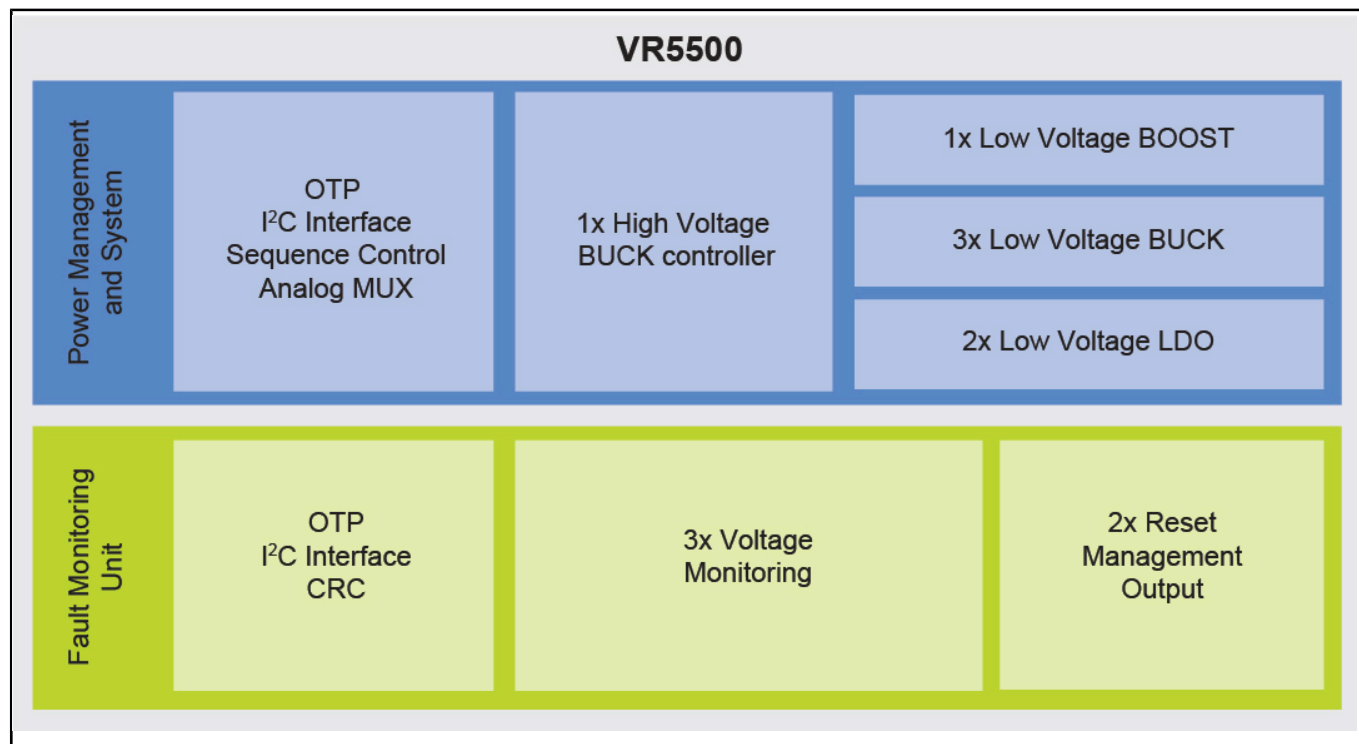 VR5500
Power Management
and System
OTP
I²C Interface
Sequence Control
Analog MUX
1x High Voltage
BUCK controller
1x Low Voltage BOOST
3x Low Voltage BUCK
2x Low Voltage LDO
Fault Monitoring
Unit
OTP
I²C Interface
CRC
3x Voltage
Monitoring
2x Reset
Management
Output